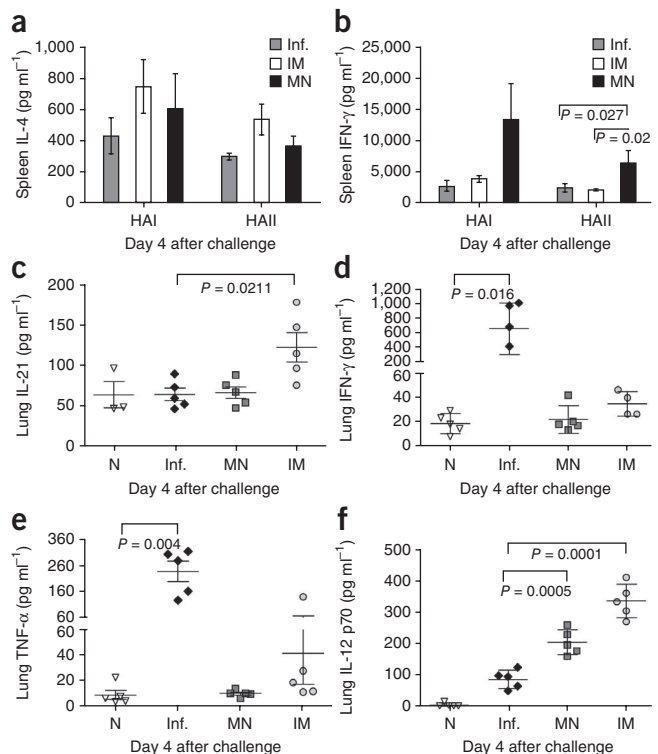 a
Spleen IL-4 (pg ml−1)
1,000
800
600
400
200
0
Inf.
IM
MN
HAI
HAII
Day 4 after challenge
b
Spleen IFN-γ (pg ml−1)
25,000
20,000
15,000
10,000
5,000
0
Inf.
IM
MN
P = 0.027
P = 0.02
HAI
HAII
Day 4 after challenge
c
Lung IL-21 (pg ml−1)
200
150
100
50
0
P = 0.0211
N
Inf.
MN
IM
Day 4 after challenge
d
Lung IFN-γ (pg ml−1)
1,200
1,000
800
600
400
200
60
40
20
0
P = 0.016
N
Inf.
MN
IM
Day 4 after challenge
e
Lung TNF-α (pg ml−1)
360
260
160
60
60
40
20
0
P = 0.004
N
Inf.
MN
IM
Day 4 after challenge
f
Lung IL-12 p70 (pg ml−1)
500
400
300
200
100
0
P = 0.0001
P = 0.0005
N
Inf.
MN
IM
Day 4 after challenge